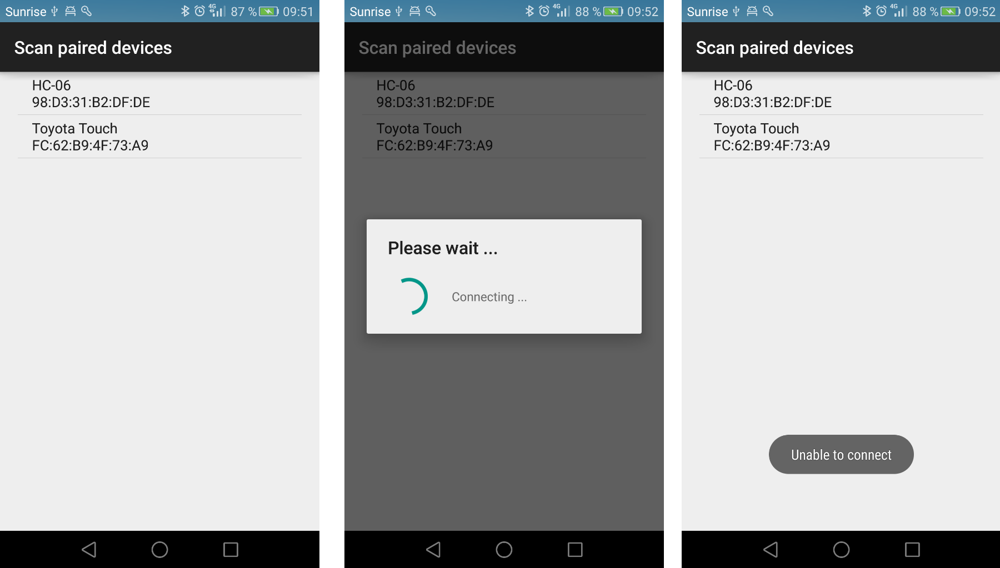 Sunrise 4G 87 % 09:51
Scan paired devices
HC-06
98:D3:31:B2:DF:DE
Toyota Touch
FC:62:B9:4F:73:A9
Sunrise 4G 88 % 09:52
Scan paired devices
HC-06
98:D3:31:B2:DF:DE
Toyota Touch
FC:62:B9:4F:73:A9
Please wait ...
Connecting ...
Sunrise 4G 88 % 09:52
Scan paired devices
HC-06
98:D3:31:B2:DF:DE
Toyota Touch
FC:62:B9:4F:73:A9
Unable to connect